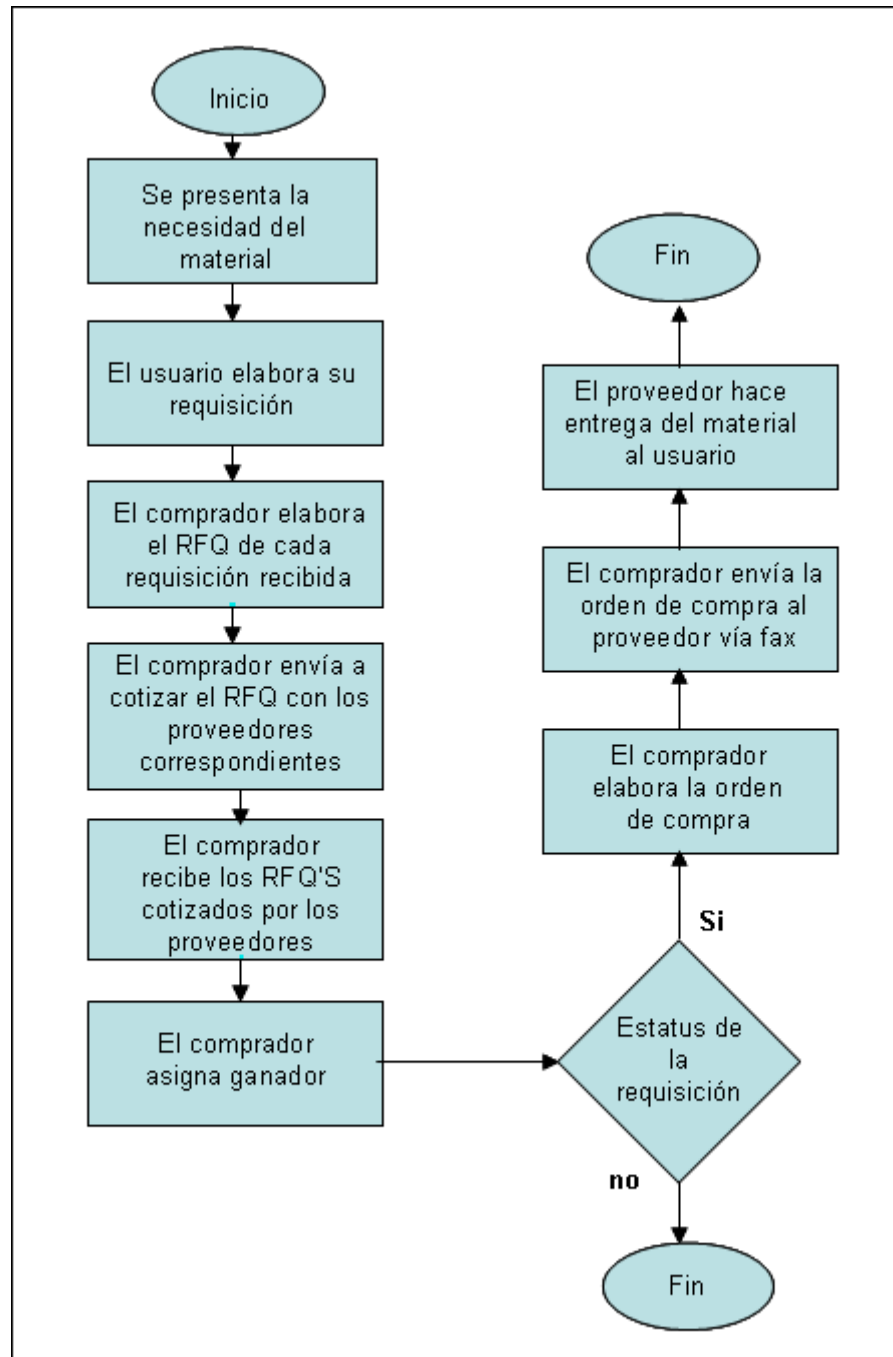 Inicio
Se presenta la
necesidad del
material
El usuario elabora su
requisición
El comprador elabora
el RFQ de cada
requisición recibida
El comprador envía a
cotizar el RFQ con los
proveedores
correspondientes
El comprador
recibe los RFQ'S
cotizados por los
proveedores
El comprador
asigna ganador
Estatus de
la
requisición
Si
El comprador
elabora la orden
de compra
El comprador envía la
orden de compra al
proveedor vía fax
El proveedor hace
entrega del material
al usuario
Fin
no
Fin